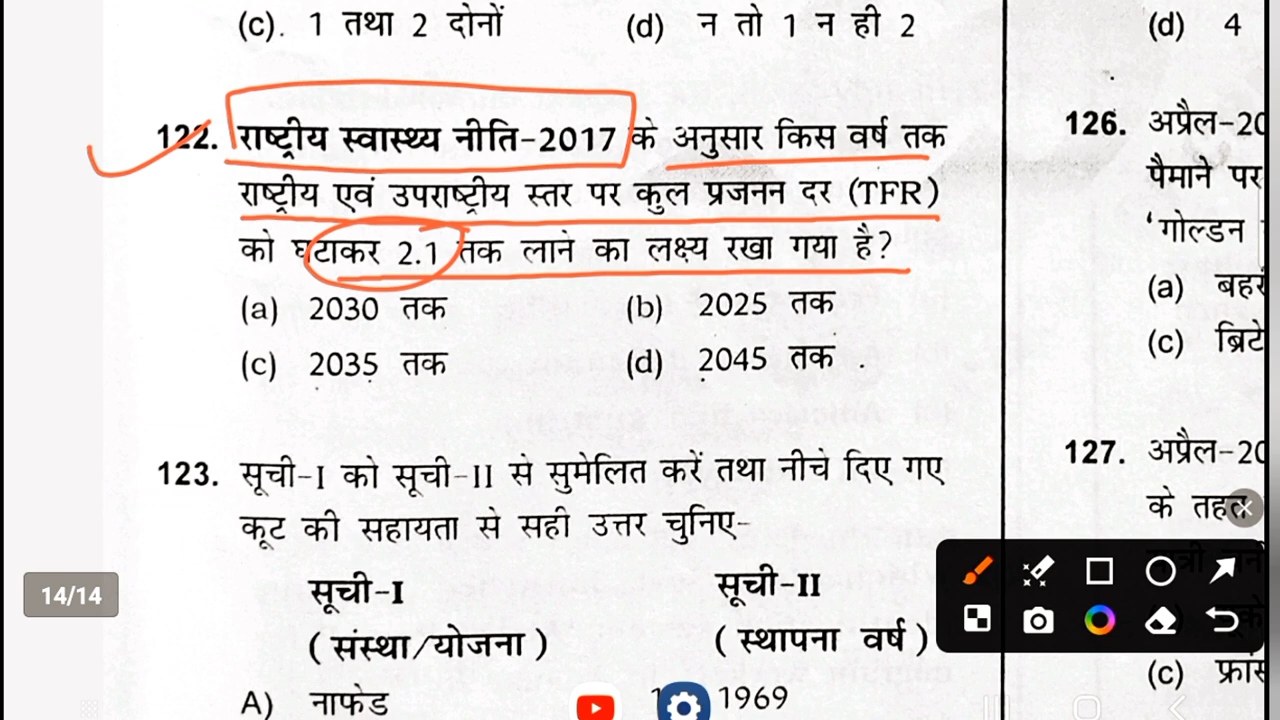 (c). 1 तथा 2 दोनों (d) न तो 1 न ही 2
122. राष्ट्रीय स्वास्थ्य नीति-2017 के अनुसार किस वर्ष तक
राष्ट्रीय एवं उपराष्ट्रीय स्तर पर कुल प्रजनन दर (TFR)
को घटाकर 2.1 तक लाने का लक्ष्य रखा गया है?
(a) 2030 तक (b) 2025 तक
(c) 2035 तक (d) 2045 तक
123. सूची-I को सूची-II से सुमेलित करें तथा नीचे दिए गए
कूट की सहायता से सही उत्तर चुनिए-
सूची-I सूची-II
(संस्था/योजना) (स्थापना वर्ष)
A) नाफेड 1969
(d) 4
126. अप्रैल-20
पैमाने पर
'गोल्डन
(a)
(c)
127. अप्रैल-20
के तहत
(c)
14/14